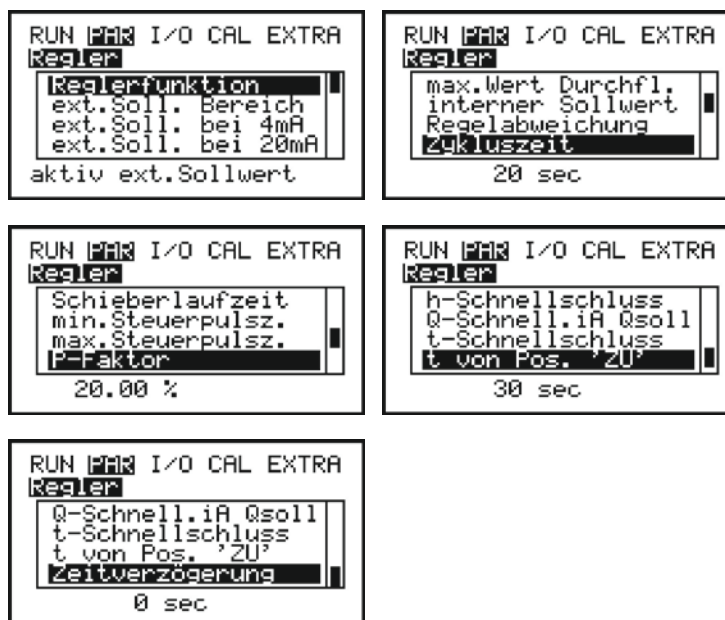 RUN PAR I/O CAL EXTRA
Regler
Reglerfunktion
ext.Soll. Bereich
ext.Soll. bei 4mA
ext.Soll. bei 20mA
aktiv ext.Sollwert
RUN PAR I/O CAL EXTRA
Regler
max.Wert Durchfl.
interner Sollwert
Regelabweichung
Zykluszeit
20 sec
RUN PAR I/O CAL EXTRA
Regler
Schieberlaufzeit
min.Steuerpulsz.
max.Steuerpulsz.
P-Faktor
20.00 %
RUN PAR I/O CAL EXTRA
Regler
h-Schnellschluss
Q-Schnell.iA Qsoll
t-Schnellschluss
t von Pos. 'ZU'
30 sec
RUN PAR I/O CAL EXTRA
Regler
Q-Schnell.iA Qsoll
t-Schnellschluss
t von Pos. 'ZU'
Zeitverzögerung
0 sec